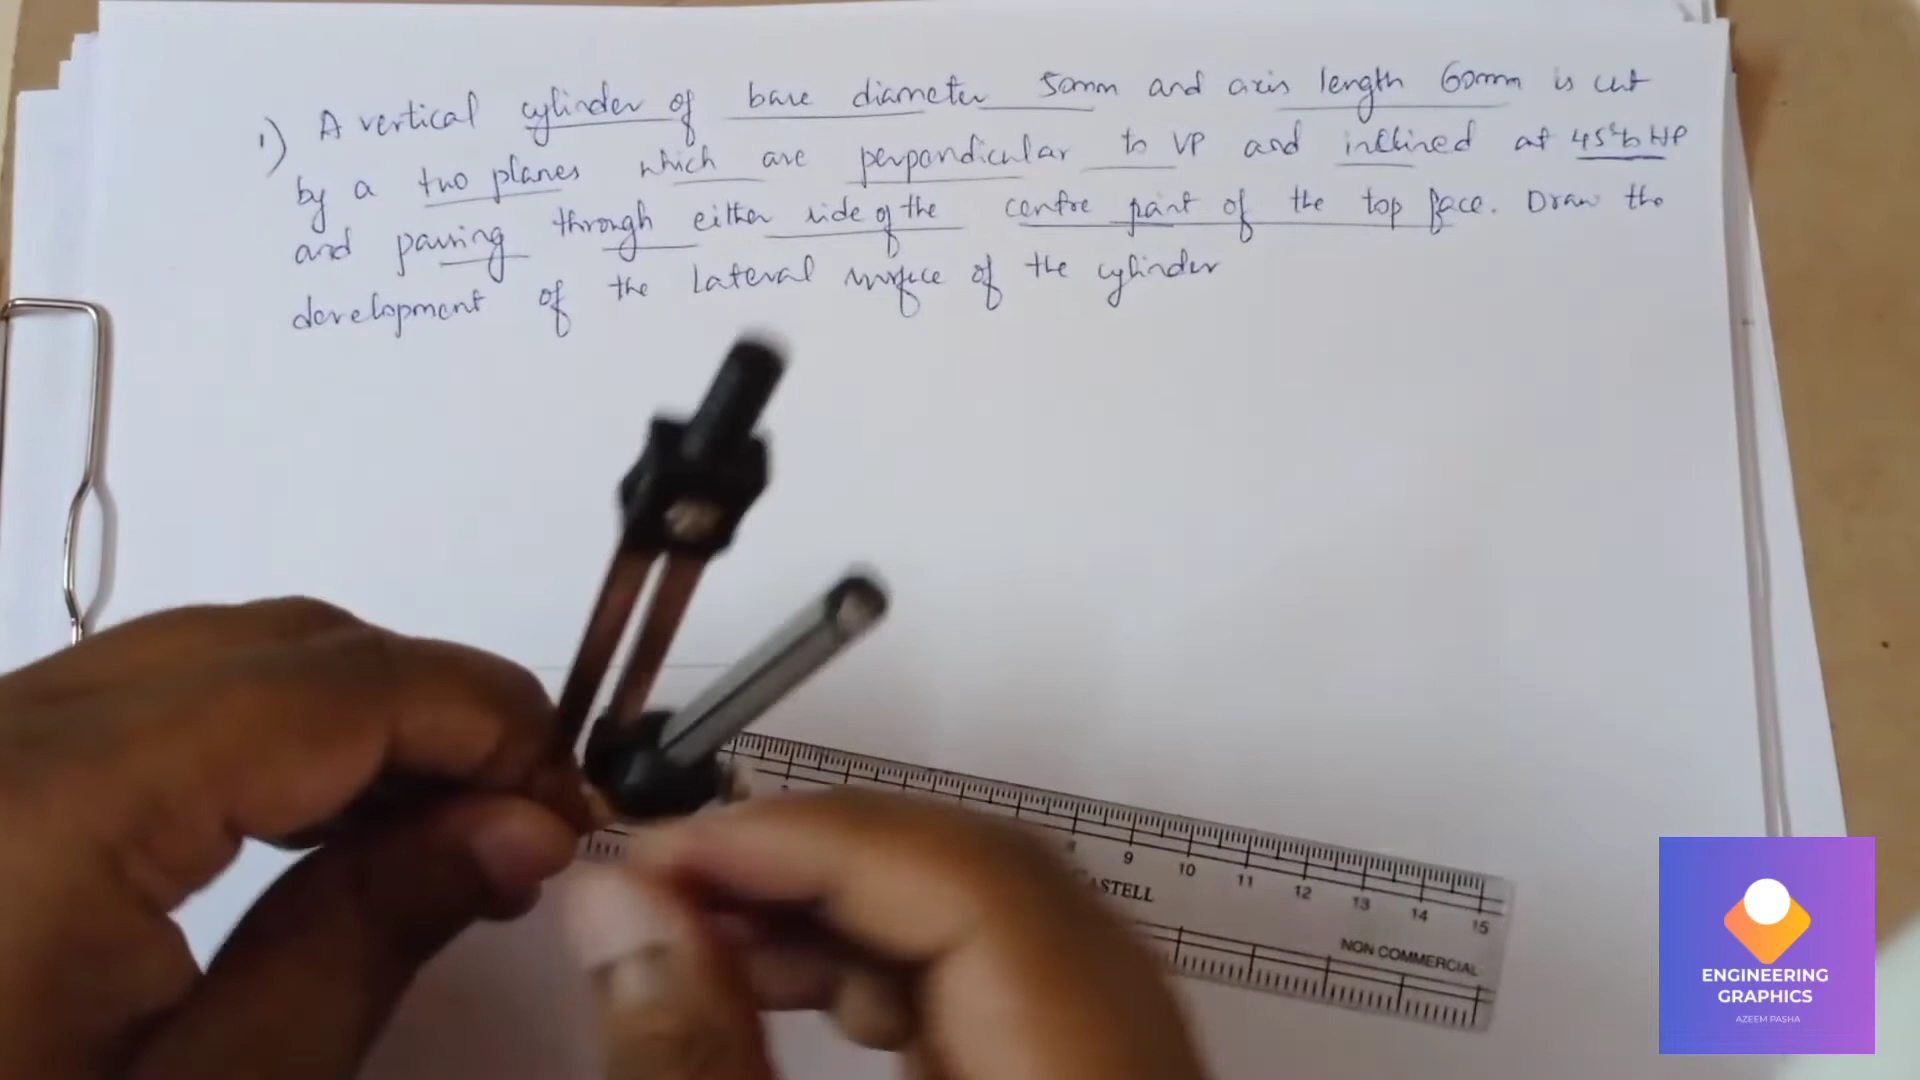 1) A vertical cylinder of base diameter 50mm and axis length 60mm is cut
by a two planes which are perpendicular to VP and inclined at 45° to HP
and passing through either side of the centre point of the top face. Draw the
development of the lateral surface of the cylinder
9 10 11 12 13 14 15
CASTELL
NON COMMERCIAL
ENGINEERING
GRAPHICS
AZEEM PASHA